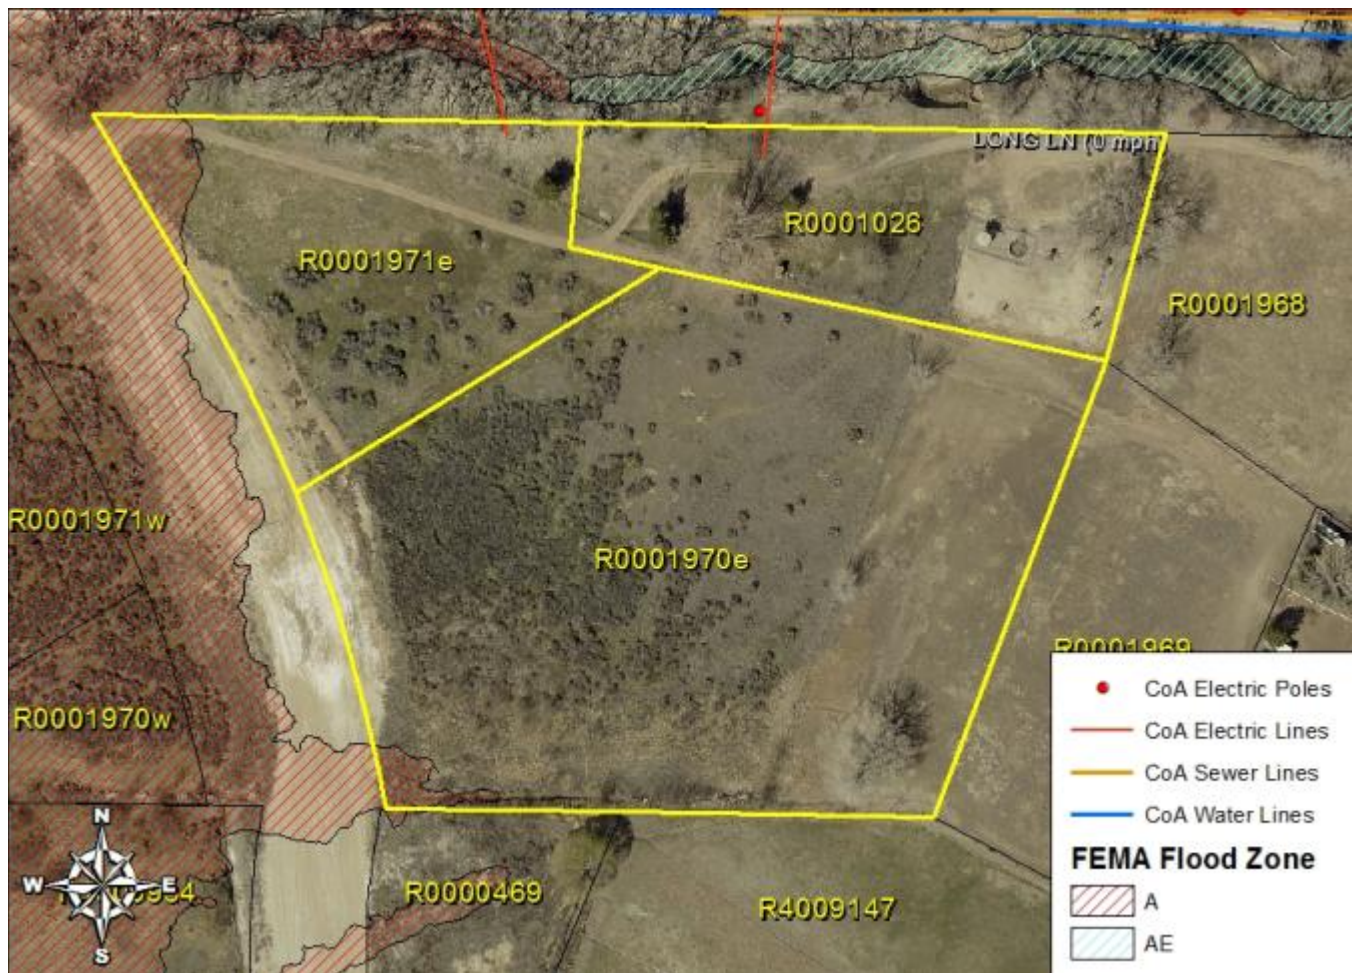 LONG LN (0 mph
R0001026
R0001971e
R0001968
R0001971w
R0001970e
R0001969
R0001970w
R0000469
R4009147
N
W
E
S
CoA Electric Poles
CoA Electric Lines
CoA Sewer Lines
CoA Water Lines
FEMA Flood Zone
A
AE